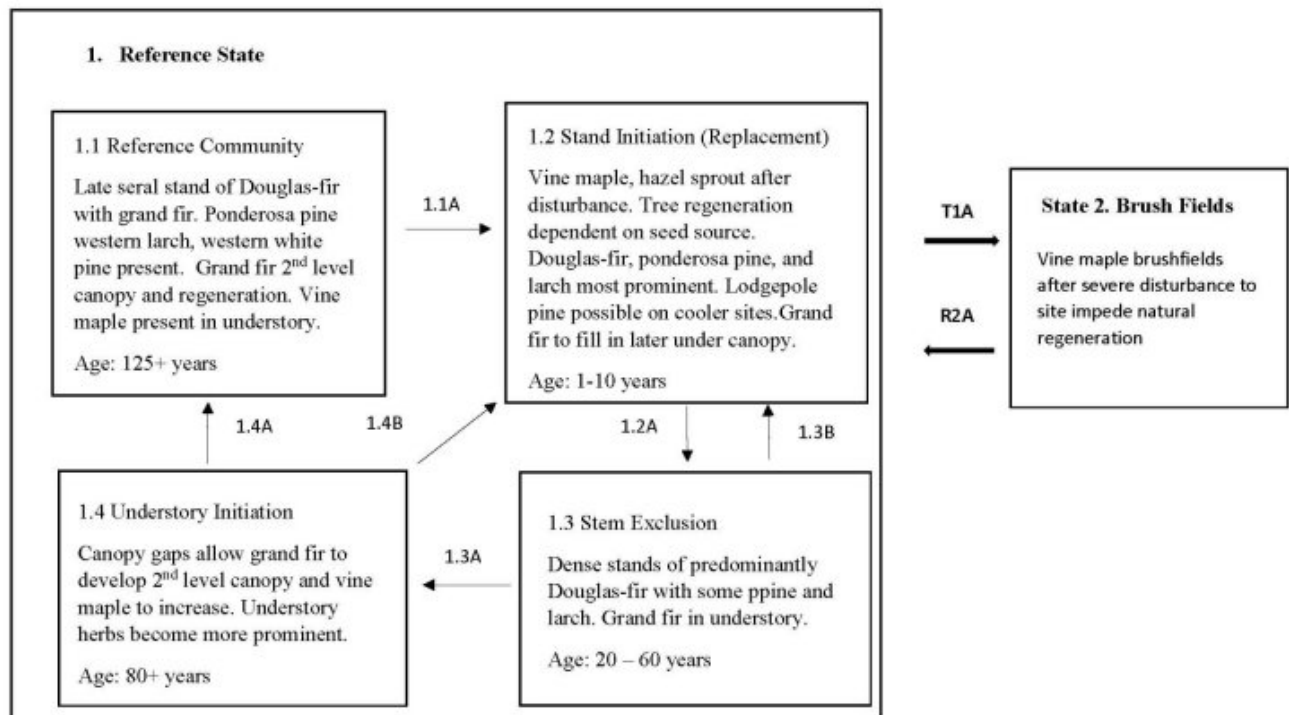 1. Reference State
1.1 Reference Community
Late seral stand of Douglas-fir
with grand fir. Ponderosa pine
western larch, western white
pine present. Grand fir 2nd level
canopy and regeneration. Vine
maple present in understory.
Age: 125+ years
1.1A
1.2 Stand Initiation (Replacement)
Vine maple, hazel sprout after
disturbance. Tree regeneration
dependent on seed source.
Douglas-fir, ponderosa pine, and
larch most prominent. Lodgepole
pine possible on cooler sites.Grand
fir to fill in later under canopy.
Age: 1-10 years
T1A
R2A
State 2. Brush Fields
Vine maple brushfields
after severe disturbance to
site impede natural
regeneration
1.4A
1.4B
1.2A
1.3B
1.4 Understory Initiation
Canopy gaps allow grand fir to
develop 2nd level canopy and vine
maple to increase. Understory
herbs become more prominent.
Age: 80+ years
1.3A
1.3 Stem Exclusion
Dense stands of predominantly
Douglas-fir with some ppine and
larch. Grand fir in understory.
Age: 20 – 60 years